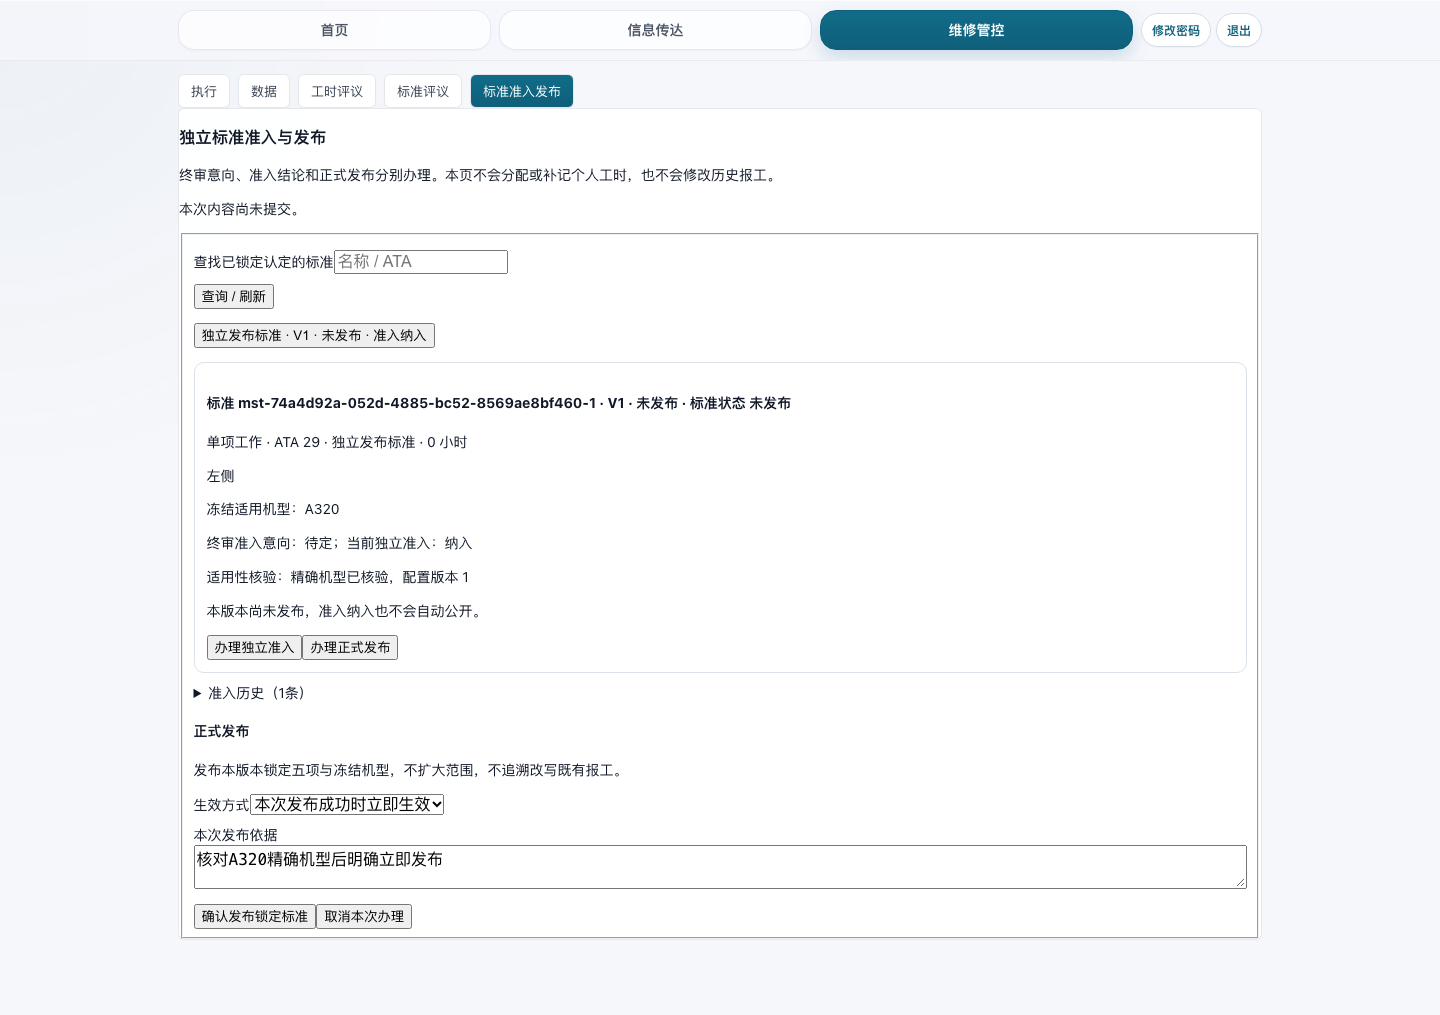 首页
信息传达
维修管控
修改密码
退出
执行
数据
工时评议
标准评议
标准准入发布
独立标准准入与发布
终审意向、准入结论和正式发布分别办理。本页不会分配或补记个人工时，也不会修改历史报工。
本次内容尚未提交。
查找已锁定认定的标准 名称 / ATA
查询 / 刷新
独立发布标准 · V1 · 未发布 · 准入纳入
标准 mst-74a4d92a-052d-4885-bc52-8569ae8bf460-1 · V1 · 未发布 · 标准状态 未发布
单项工作 · ATA 29 · 独立发布标准 · 0 小时
左侧
冻结适用机型：A320
终审准入意向：待定；当前独立准入：纳入
适用性核验：精确机型已核验，配置版本 1
本版本尚未发布，准入纳入也不会自动公开。
办理独立准入 办理正式发布
准入历史（1条）
正式发布
发布本版本锁定五项与冻结机型，不扩大范围，不追溯改写既有报工。
生效方式 本次发布成功时立即生效
本次发布依据
核对A320精确机型后明确立即发布
确认发布锁定标准 取消本次办理